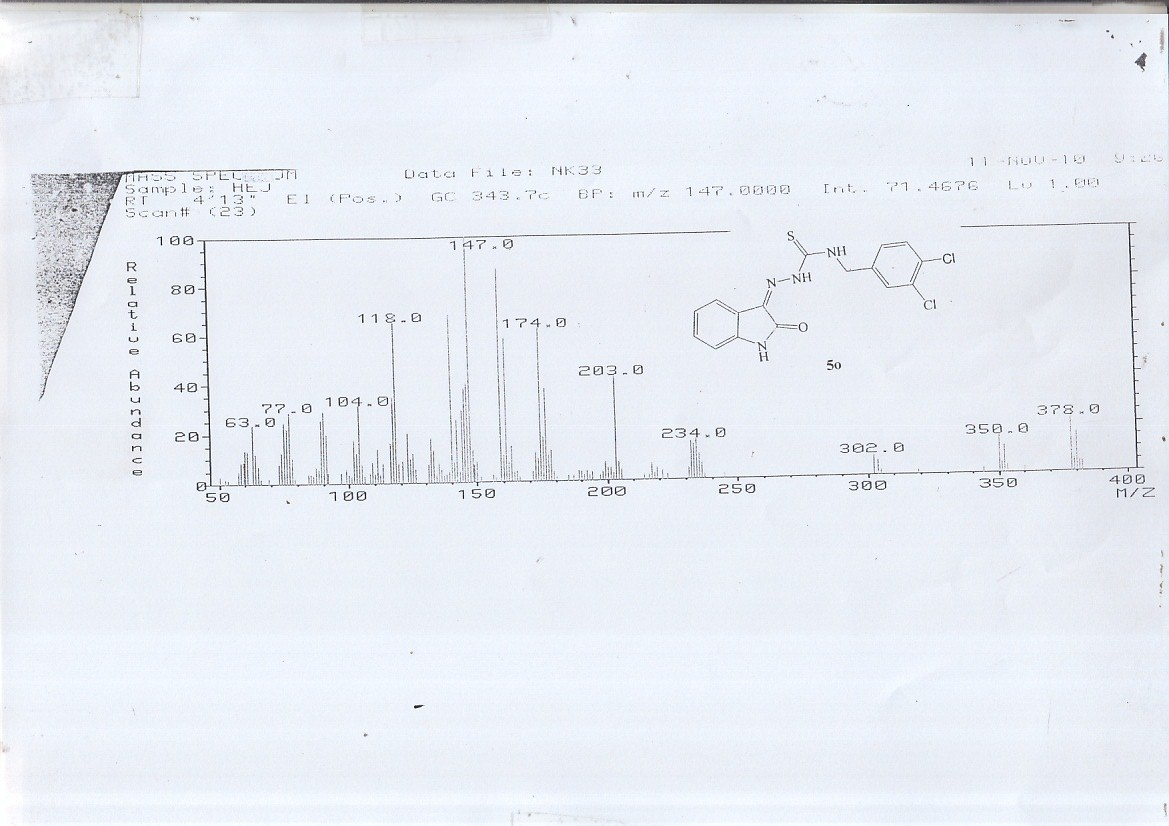 MASS SPECTRUM Data File: NK33 11-NOV-10 9:26
Sample: HEJ
RT 4'13" EI (Pos.) GC 343.7c BP: m/z 147.0000 Int. 71.4676 Lv 1.00
Scan# (23)
100
80
60
40
20
0
Relative Abundance
63.0
77.0
104.0
118.0
147.0
174.0
203.0
234.0
302.0
350.0
378.0
S
NH
N
NH
Cl
Cl
O
N
H
5o
50 100 150 200 250 300 350 400
M/Z